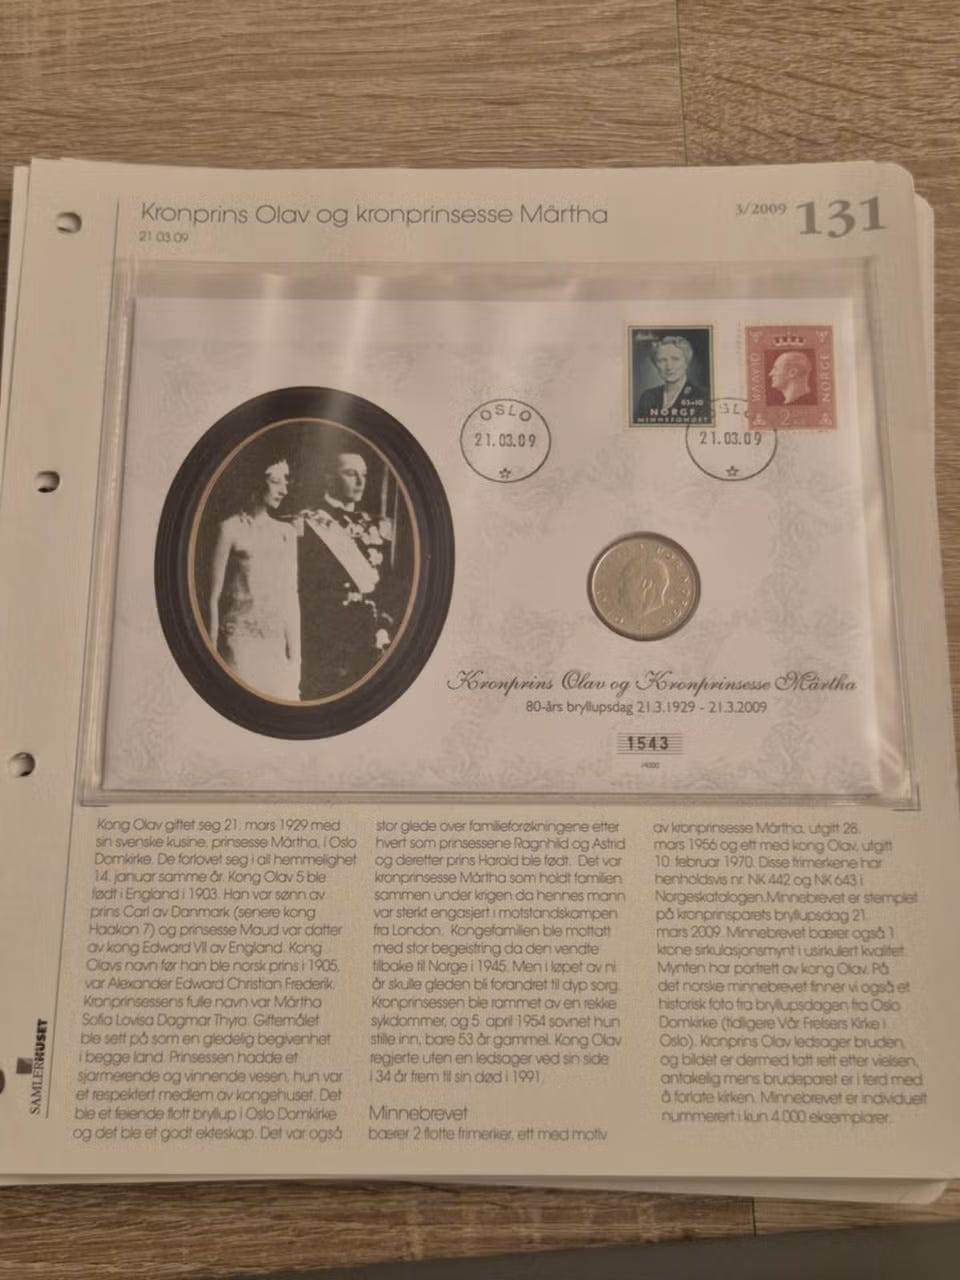 Kronprins Olav og kronprinsesse Märtha
21.03.09
3/2009 131
NORGE
MINNEFONDET
65+10
OLAV V
NORGE
2
OSLO
21.03.09
OSLO
21.03.09
Kronprins Olav og Kronprinsesse Märtha
80-års bryllupsdag 21.3.1929 - 21.3.2009
1543
/4000
Kong Olav giftet seg 21. mars 1929 med
sin svenske kusine, prinsesse Märtha, i Oslo
Domkirke. De forlovet seg i all hemmelighet
14. januar samme år. Kong Olav 5 ble
født i England i 1903. Han var sønn av
prins Carl av Danmark (senere kong
Haakon 7) og prinsesse Maud var datter
av kong Edward VII av England. Kong
Olavs navn før han ble norsk prins i 1905,
var Alexander Edward Christian Frederik.
Kronprinsessens fulle navn var Märtha
Sofia Lovisa Dagmar Thyra. Giftemålet
ble sett på som en gledelig begivenhet
i begge land. Prinsessen hadde et
sjarmerende og vinnende vesen, hun var
et respektert medlem av kongehuset. Det
ble et feiende flott bryllup i Oslo Domkirke
og det ble et godt ekteskap. Det var også
stor glede over familieforøkningene etter
hvert som prinsessene Ragnhild og Astrid
og deretter prins Harald ble født. Det var
kronprinsesse Märtha som holdt familien
sammen under krigen da hennes mann
var sterkt engasjert i motstandskampen
fra London. Kongefamilien ble mottatt
med stor begeistring da den vendte
tilbake til Norge i 1945. Men i løpet av ni
år skulle gleden bli forandret til dyp sorg.
Kronprinsessen ble rammet av en rekke
sykdommer, og 5. april 1954 sovnet hun
stille inn, bare 53 år gammel. Kong Olav
regjerte uten en ledsager ved sin side
i 34 år frem til sin død i 1991.
Minnebrevet
bærer 2 flotte frimerker, ett med motiv
av kronprinsesse Märtha, utgitt 28.
mars 1956 og ett med kong Olav, utgitt
10. februar 1970. Disse frimerkene har
henholdsvis nr. NK 442 og NK 643 i
Norgeskatalogen. Minnebrevet er stemplet
på kronprinsparets bryllupsdag 21.
mars 2009. Minnebrevet bærer også 1
krone sirkulasjonsmynt i usirkulert kvalitet.
Mynten har portrett av kong Olav. På
det norske minnebrevet finner vi også et
historisk foto fra bryllupsdagen fra Oslo
Domkirke (tidligere Vår Frelsers Kirke i
Oslo). Kronprins Olav ledsager bruden,
og bildet er dermed tatt rett etter vielsen,
antakelig mens brudeparet er i ferd med
å forlate kirken. Minnebrevet er individuelt
nummerert i kun 4.000 eksemplarer.
SAMLERHUSET